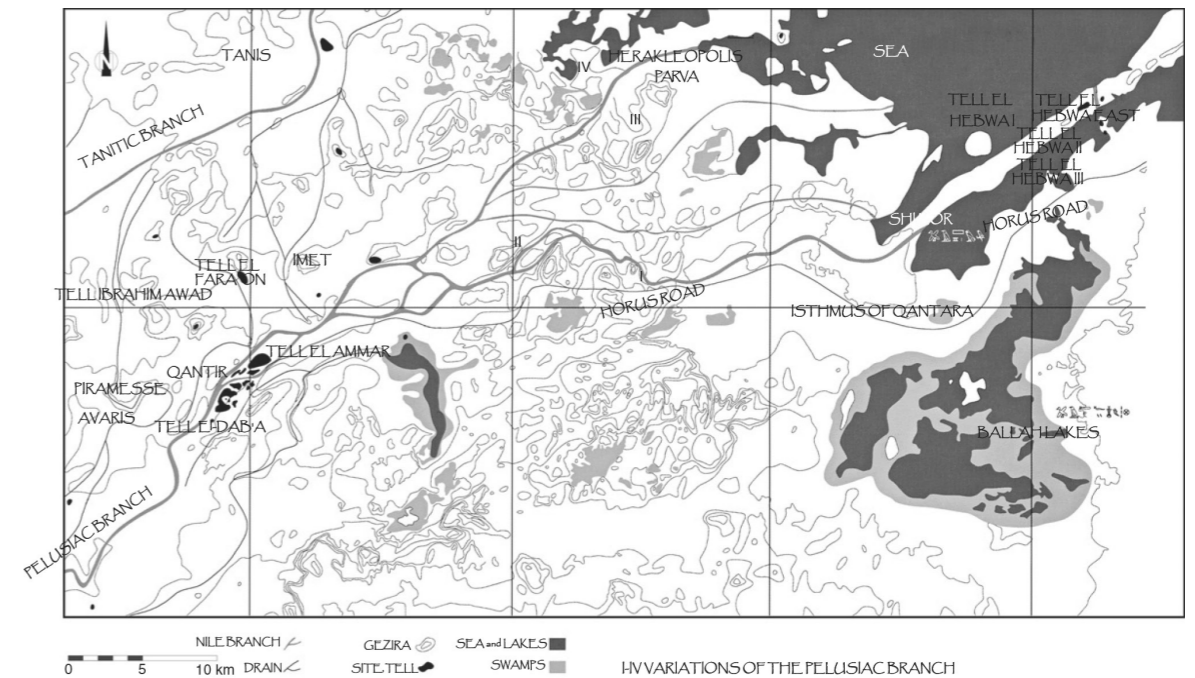 N
TANIS
TANITIC BRANCH
HERAKLEOPOLIS
PARVA
IV
III
SEA
TELL EL
HEBWA I
TELL EL
HEBWA EAST
TELL EL
HEBWA II
TELL EL
HEBWA III
SHIHOR
HORUS ROAD
II
I
IMET
TELL EL
FARA'ON
TELL IBRAHIM AWAD
HORUS ROAD
ISTHMUS OF QANTARA
TELL EL AMMAR
QANTIR
PIRAMESSE
AVARIS
TELL EL-DAB'A
BALLAH LAKES
PELUSIAC BRANCH
NILE BRANCH
GEZIRA
SEA and LAKES
DRAIN
SITE TELL
SWAMPS
0 5 10 km
I-IV VARIATIONS OF THE PELUSIAC BRANCH